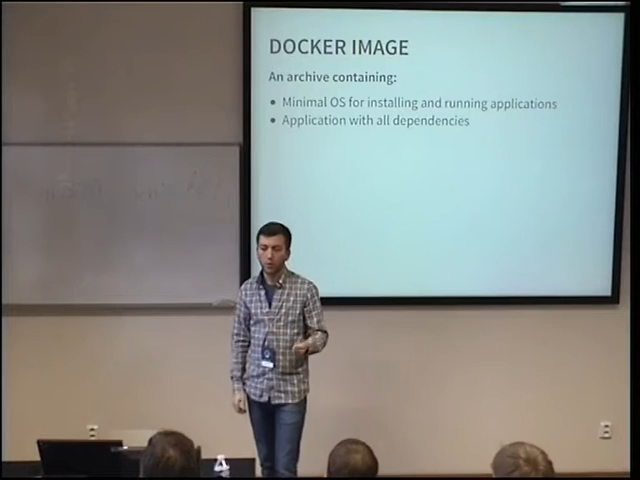 DOCKER IMAGE
An archive containing:
• Minimal OS for installing and running applications
• Application with all dependencies